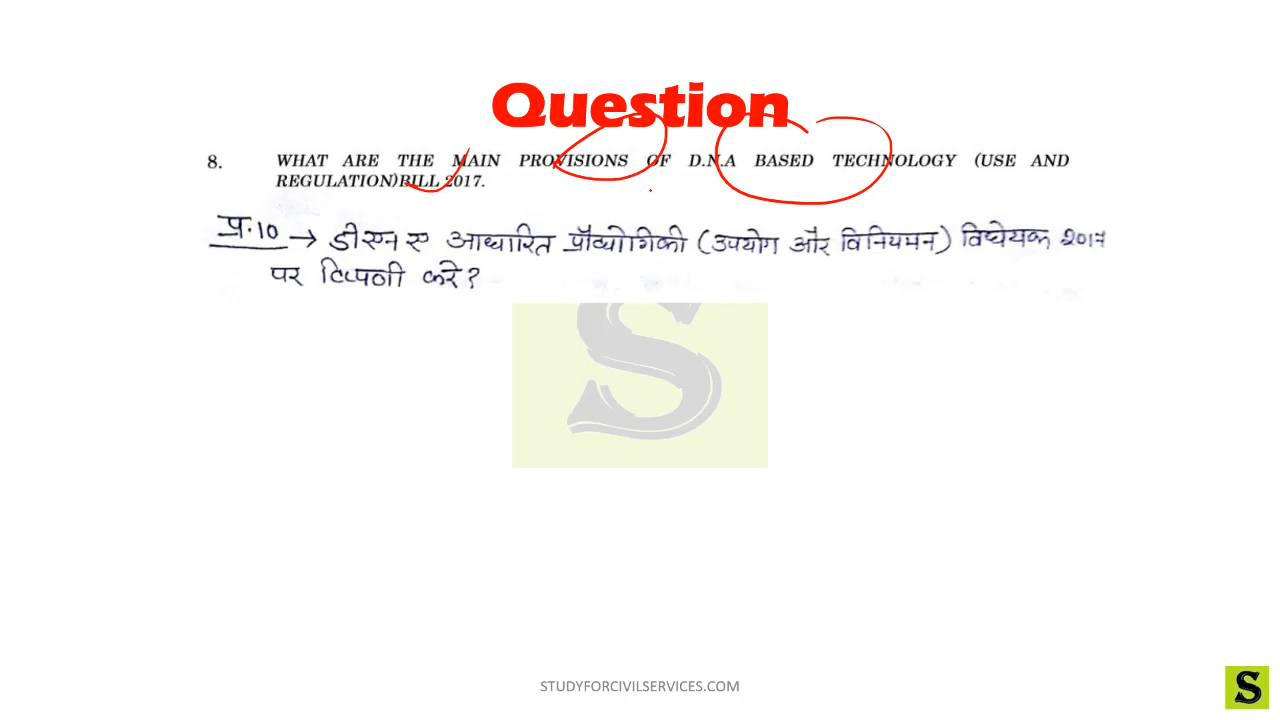 Question
8. WHAT ARE THE MAIN PROVISIONS OF D.N.A BASED TECHNOLOGY (USE AND
REGULATION)BILL 2017.
प्र.10 → डी एन ए आधारित प्रौद्योगिकी (उपयोग और विनियमन) विधेयक 2017
पर टिप्पणी करे?
S
STUDYFORCIVILSERVICES.COM
S